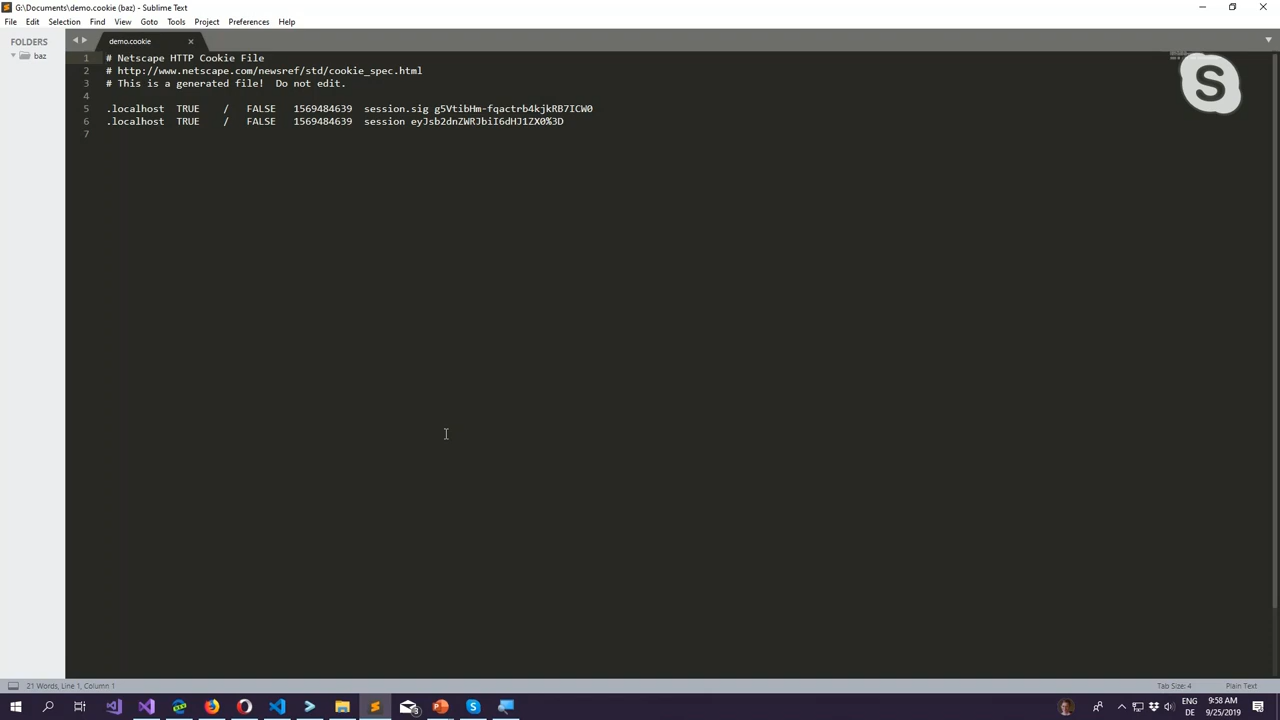 G:\Documents\demo.cookie (baz) - Sublime Text
File Edit Selection Find View Goto Tools Project Preferences Help
FOLDERS
baz
demo.cookie
1 # Netscape HTTP Cookie File
2 # http://www.netscape.com/newsref/std/cookie_spec.html
3 # This is a generated file!  Do not edit.
4
5 .localhost TRUE / FALSE 1569484639 session.sig g5VtibHm-fqactrb4kjkRB7ICW0
6 .localhost TRUE / FALSE 1569484639 session eyJsb2dnZWRJbiI6dHJ1ZX0%3D
7
S
21 Words, Line 1, Column 1
Tab Size: 4
Plain Text
ENG
DE
9:58 AM
9/25/2019